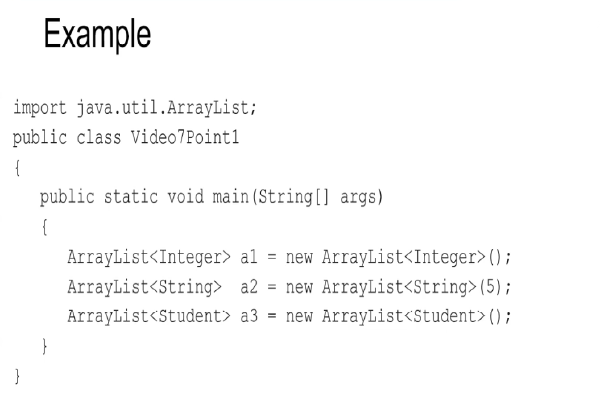 Example
import java.util.ArrayList;
public class Video7Point1
{
public static void main(String[] args)
{
ArrayList<Integer> a1 = new ArrayList<Integer>();
ArrayList<String>  a2 = new ArrayList<String>(5);
ArrayList<Student> a3 = new ArrayList<Student>();
}
}